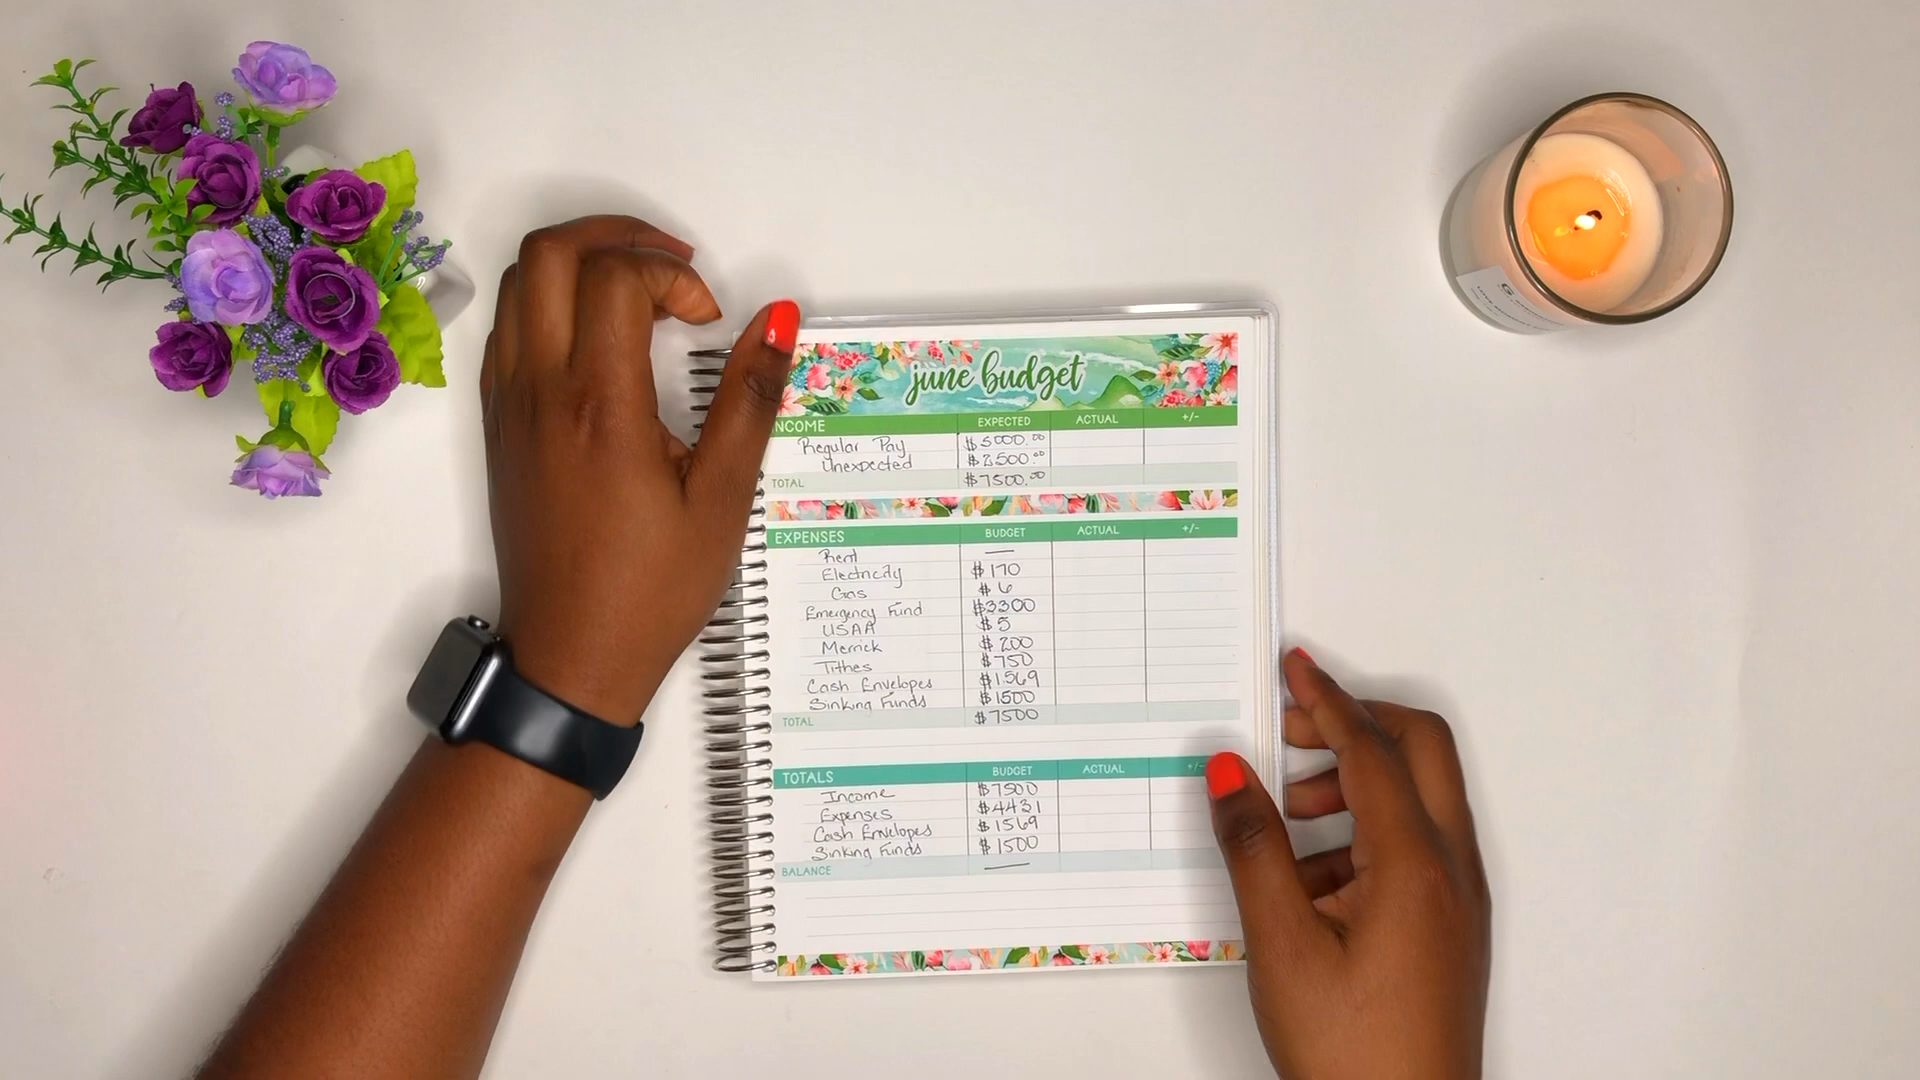 june budget
INCOME EXPECTED ACTUAL +/-
Regular Pay $5000.00
Unexpected $2500.00
TOTAL $7500.00
EXPENSES BUDGET ACTUAL +/-
Rent —
Electricity $170
Gas $6
Emergency Fund $3300
USAA $5
Merrick $200
Tithes $750
Cash Envelopes $1569
Sinking Funds $1500
TOTAL $7500
TOTALS BUDGET ACTUAL +/-
Income $7500
Expenses $4431
Cash Envelopes $1569
Sinking Funds $1500
BALANCE —